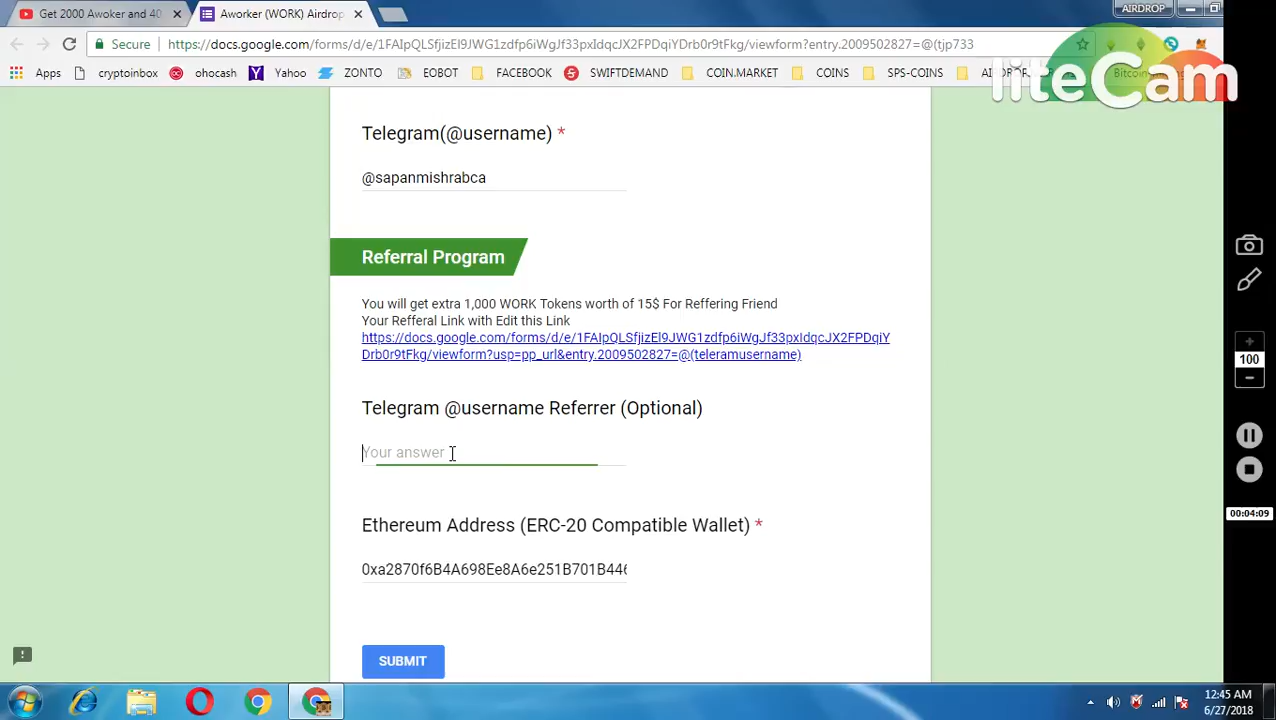 Get 2000 Awoker and 40
Aworker (WORK) Airdrop
AIRDROP
Secure
https://docs.google.com/forms/d/e/1FAIpQLSfjizEl9JWG1zdfp6iWgJf33pxIdqcJX2FPDqiYDrb0r9tFkg/viewform?entry.2009502827=@(tjp733
Apps
cryptoinbox
ohocash
Yahoo
ZONTO
EOBOT
FACEBOOK
SWIFTDEMAND
COIN.MARKET
COINS
SPS-COINS
liteCam
Telegram(@username) *
@sapanmishrabca
Referral Program
You will get extra 1,000 WORK Tokens worth of 15$ For Reffering Friend
Your Refferal Link with Edit this Link
https://docs.google.com/forms/d/e/1FAIpQLSfjizEl9JWG1zdfp6iWgJf33pxIdqcJX2FPDqiY
Drb0r9tFkg/viewform?usp=pp_url&entry.2009502827=@(teleramusername)
Telegram @username Referrer (Optional)
Your answer
Ethereum Address (ERC-20 Compatible Wallet) *
0xa2870f6B4A698Ee8A6e251B701B446
SUBMIT
100
00:04:09
12:45 AM
6/27/2018